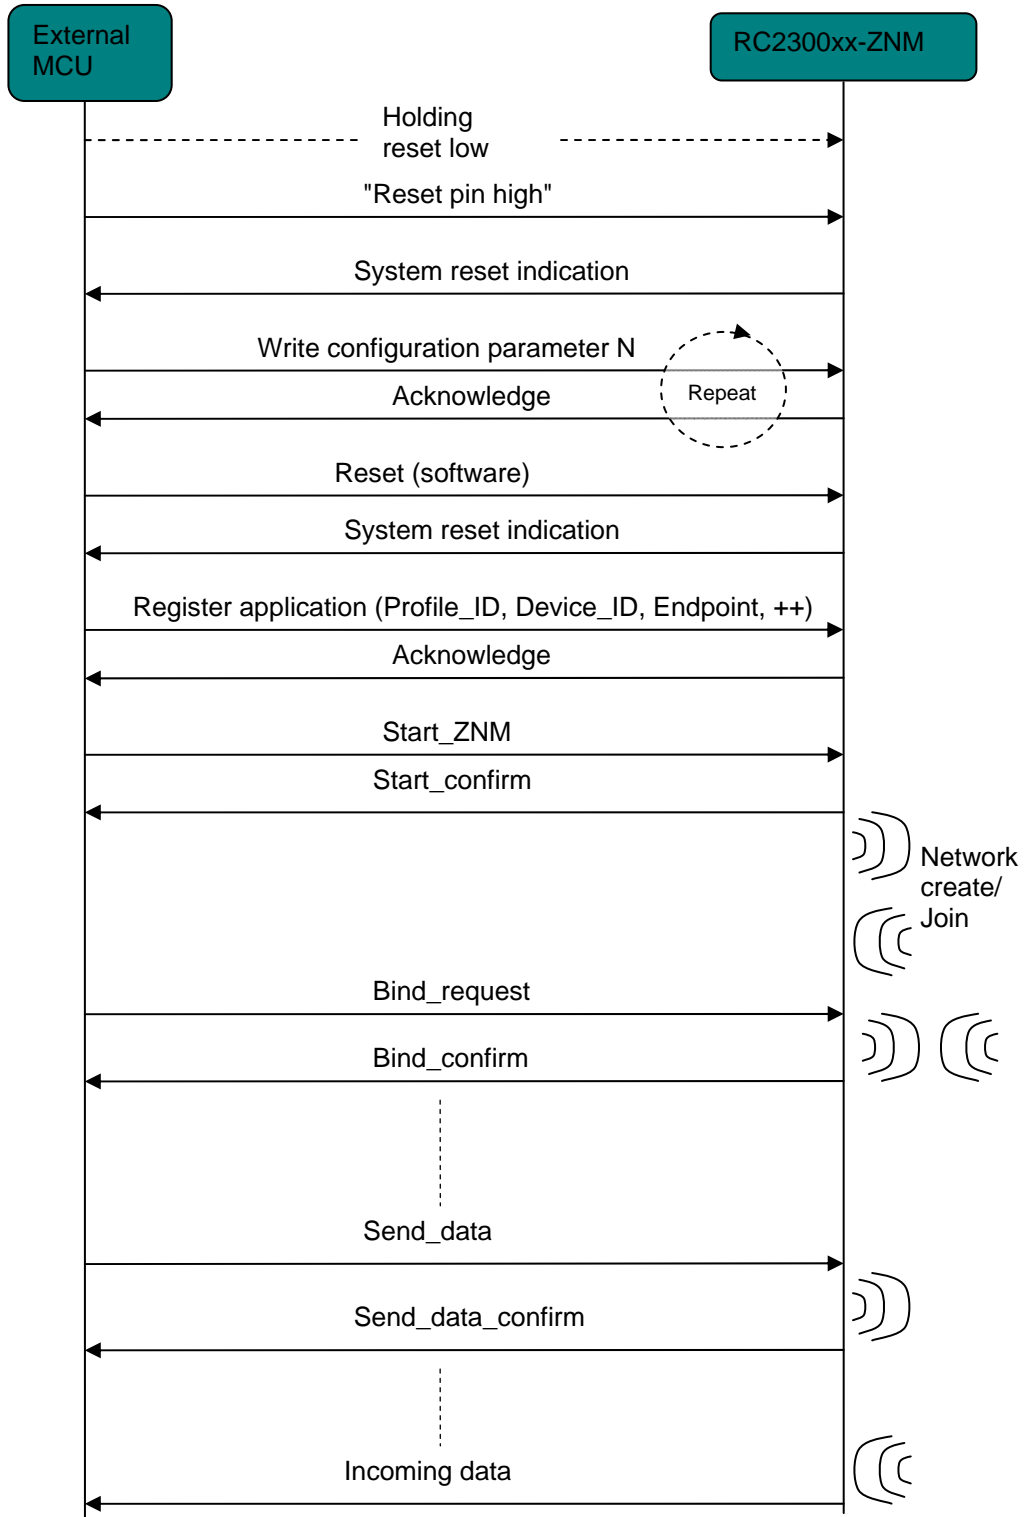 External
MCU
RC2300xx-ZNM
Holding
reset low
"Reset pin high"
System reset indication
Write configuration parameter N
Repeat
Acknowledge
Reset (software)
System reset indication
Register application (Profile_ID, Device_ID, Endpoint, ++)
Acknowledge
Start_ZNM
Start_confirm
Network
create/
Join
Bind_request
Bind_confirm
Send_data
Send_data_confirm
Incoming data